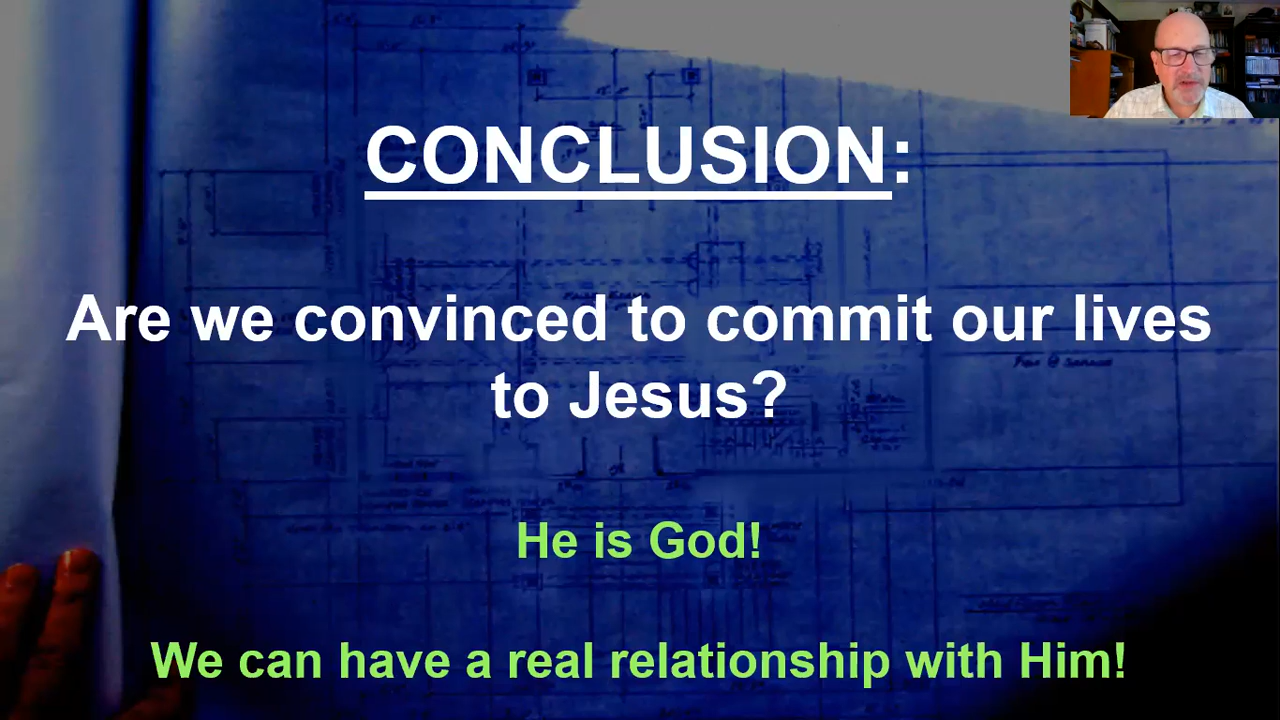 CONCLUSION:
Are we convinced to commit our lives
to Jesus?
He is God!
We can have a real relationship with Him!